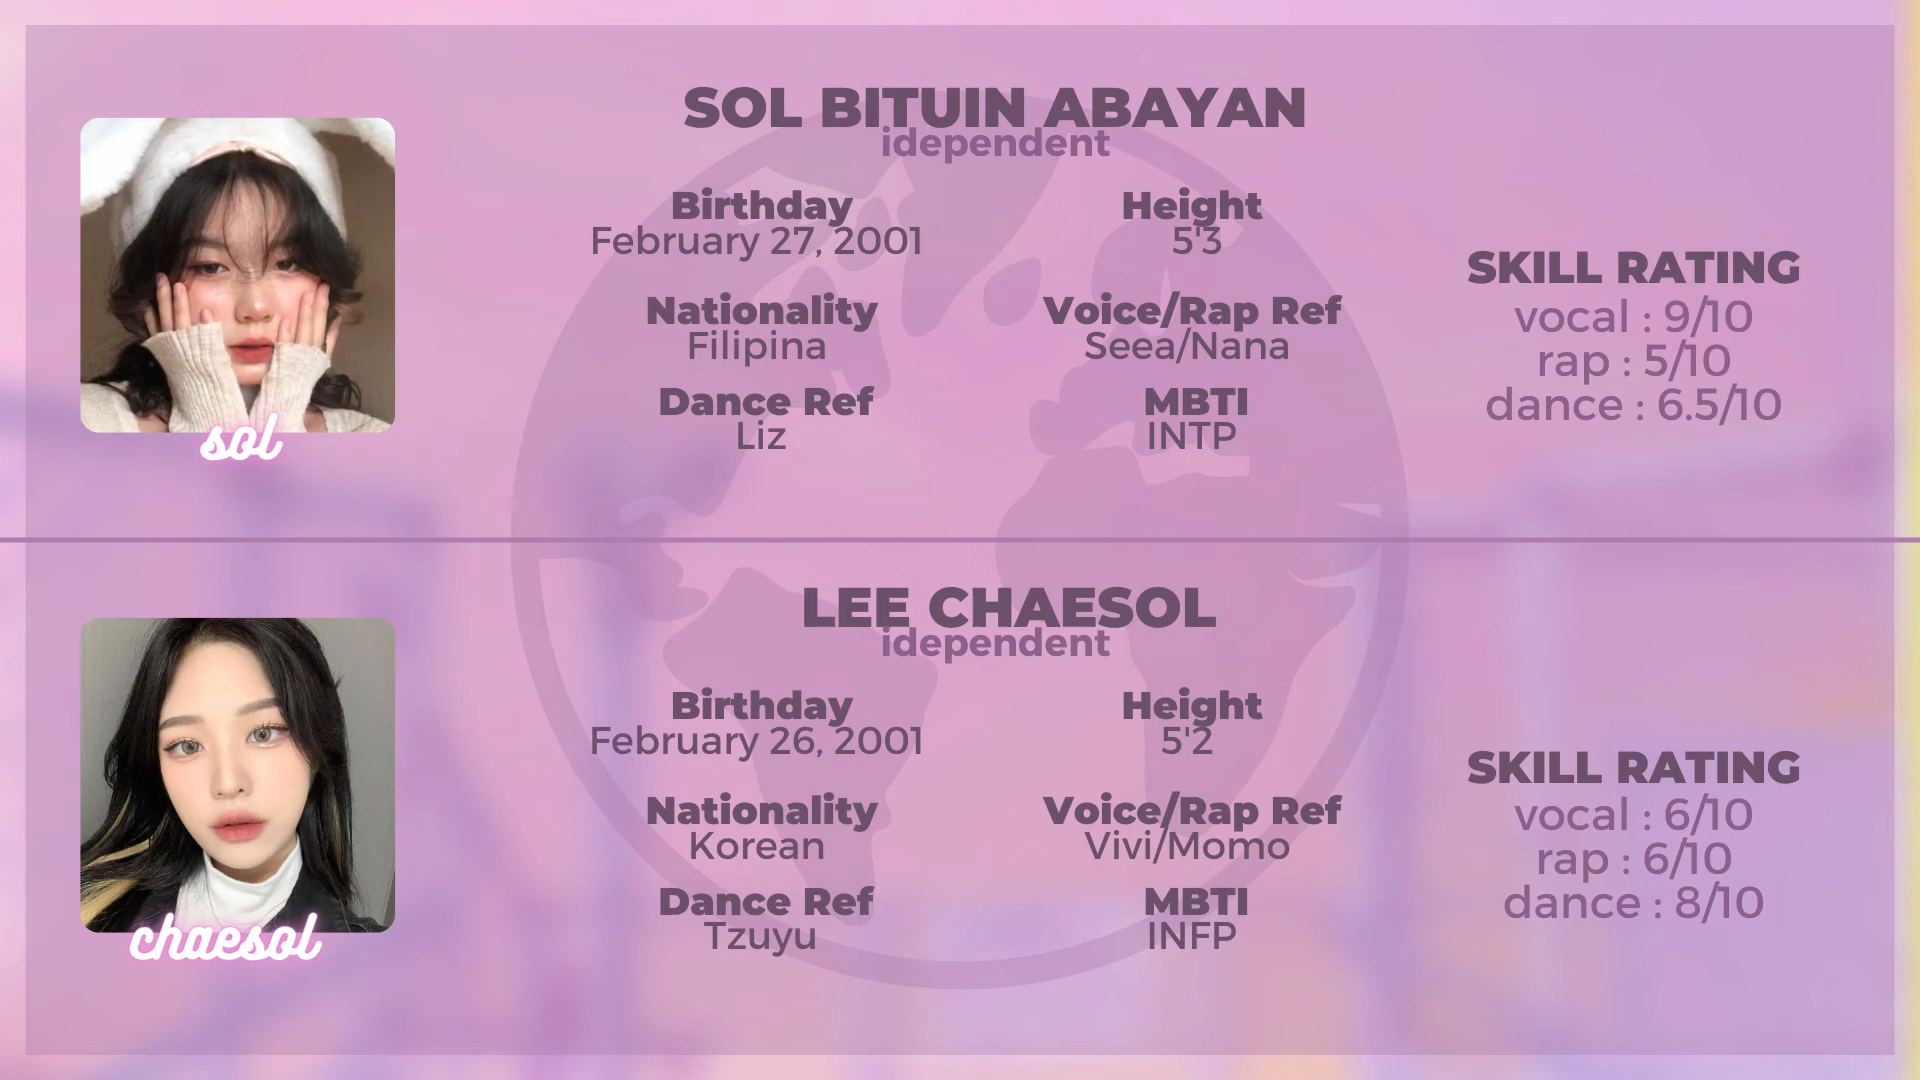 SOL BITUIN ABAYAN
idependent
Birthday
February 27, 2001
Height
5'3
Nationality
Filipina
Voice/Rap Ref
Seea/Nana
Dance Ref
Liz
MBTI
INTP
SKILL RATING
vocal : 9/10
rap : 5/10
dance : 6.5/10
sol
LEE CHAESOL
idependent
Birthday
February 26, 2001
Height
5'2
Nationality
Korean
Voice/Rap Ref
Vivi/Momo
Dance Ref
Tzuyu
MBTI
INFP
SKILL RATING
vocal : 6/10
rap : 6/10
dance : 8/10
chaesol